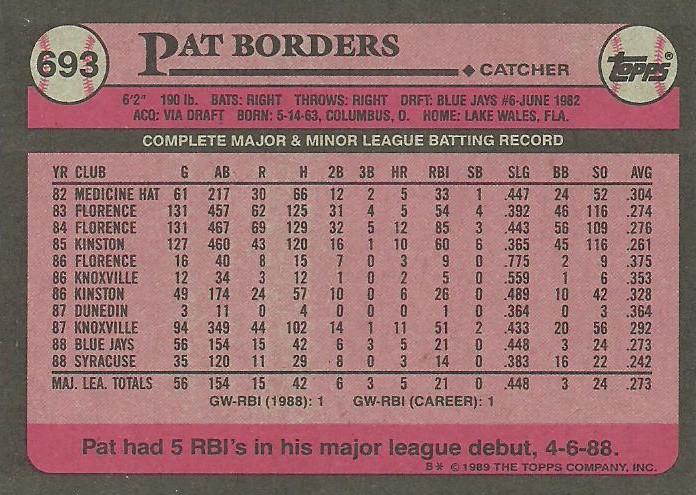 693
PAT BORDERS
◆ CATCHER
TOPPS®
6'2" 190 lb. BATS: RIGHT THROWS: RIGHT DRFT: BLUE JAYS #6-JUNE 1982
ACQ: VIA DRAFT BORN: 5-14-63, COLUMBUS, O. HOME: LAKE WALES, FLA.
COMPLETE MAJOR & MINOR LEAGUE BATTING RECORD
YR CLUB G AB R H 2B 3B HR RBI SB SLG BB SO AVG
82 MEDICINE HAT 61 217 30 66 12 2 5 33 1 .447 24 52 .304
83 FLORENCE 131 457 62 125 31 4 5 54 4 .392 46 116 .274
84 FLORENCE 131 467 69 129 32 5 12 85 3 .443 56 109 .276
85 KINSTON 127 460 43 120 16 1 10 60 6 .365 45 116 .261
86 FLORENCE 16 40 8 15 7 0 3 9 0 .775 2 9 .375
86 KNOXVILLE 12 34 3 12 1 0 2 5 0 .559 1 6 .353
86 KINSTON 49 174 24 57 10 0 6 26 0 .489 10 42 .328
87 DUNEDIN 3 11 0 4 0 0 0 1 0 .364 0 3 .364
87 KNOXVILLE 94 349 44 102 14 1 11 51 2 .433 20 56 .292
88 BLUE JAYS 56 154 15 42 6 3 5 21 0 .448 3 24 .273
88 SYRACUSE 35 120 11 29 8 0 3 14 0 .383 16 22 .242
MAJ. LEA. TOTALS 56 154 15 42 6 3 5 21 0 .448 3 24 .273
GW-RBI (1988): 1 GW-RBI (CAREER): 1
Pat had 5 RBI's in his major league debut, 4-6-88.
B* © 1989 THE TOPPS COMPANY, INC.